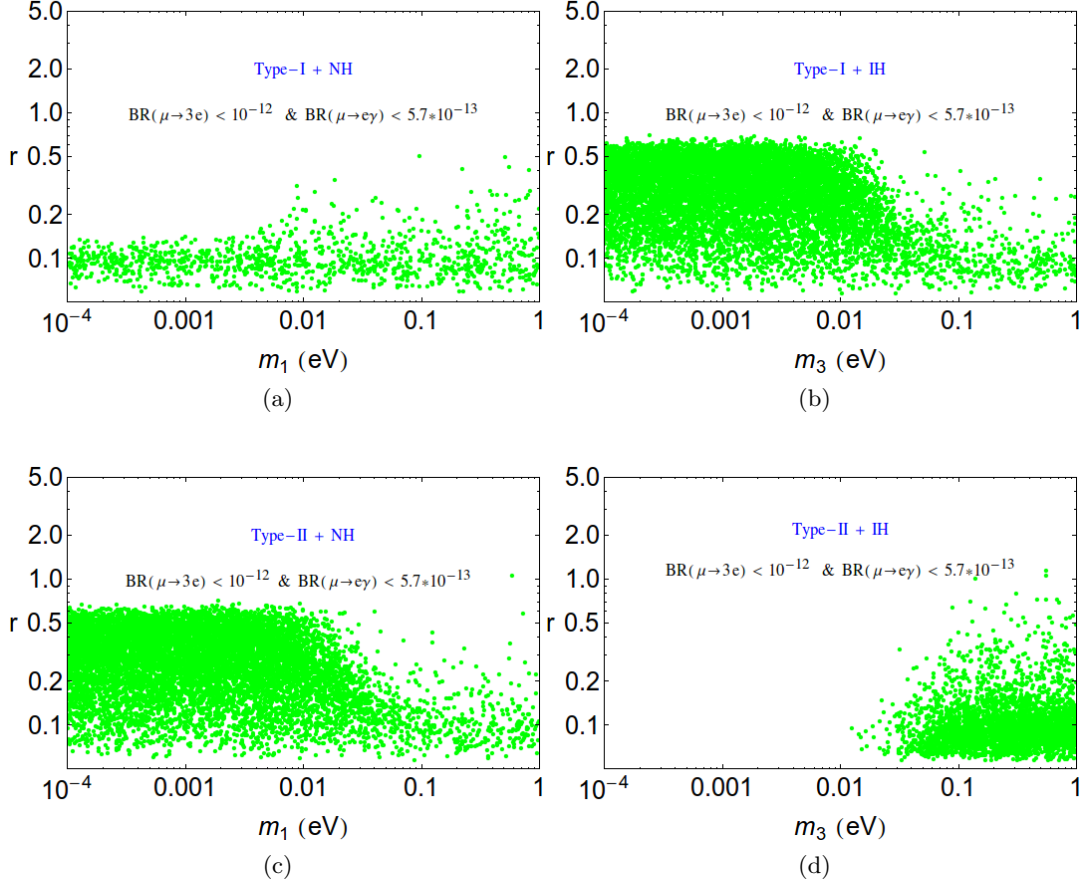 5.0
2.0
1.0
r 0.5
0.2
0.1
10⁻⁴ 0.001 0.01 0.1 1
Type−I + NH
BR(μ→3e) < 10⁻¹² & BR(μ→eγ) < 5.7*10⁻¹³
m₁ (eV)
(a)
5.0
2.0
1.0
r 0.5
0.2
0.1
10⁻⁴ 0.001 0.01 0.1 1
Type−I + IH
BR(μ→3e) < 10⁻¹² & BR(μ→eγ) < 5.7*10⁻¹³
m₃ (eV)
(b)
5.0
2.0
1.0
r 0.5
0.2
0.1
10⁻⁴ 0.001 0.01 0.1 1
Type−II + NH
BR(μ→3e) < 10⁻¹² & BR(μ→eγ) < 5.7*10⁻¹³
m₁ (eV)
(c)
5.0
2.0
1.0
r 0.5
0.2
0.1
10⁻⁴ 0.001 0.01 0.1 1
Type−II + IH
BR(μ→3e) < 10⁻¹² & BR(μ→eγ) < 5.7*10⁻¹³
m₃ (eV)
(d)